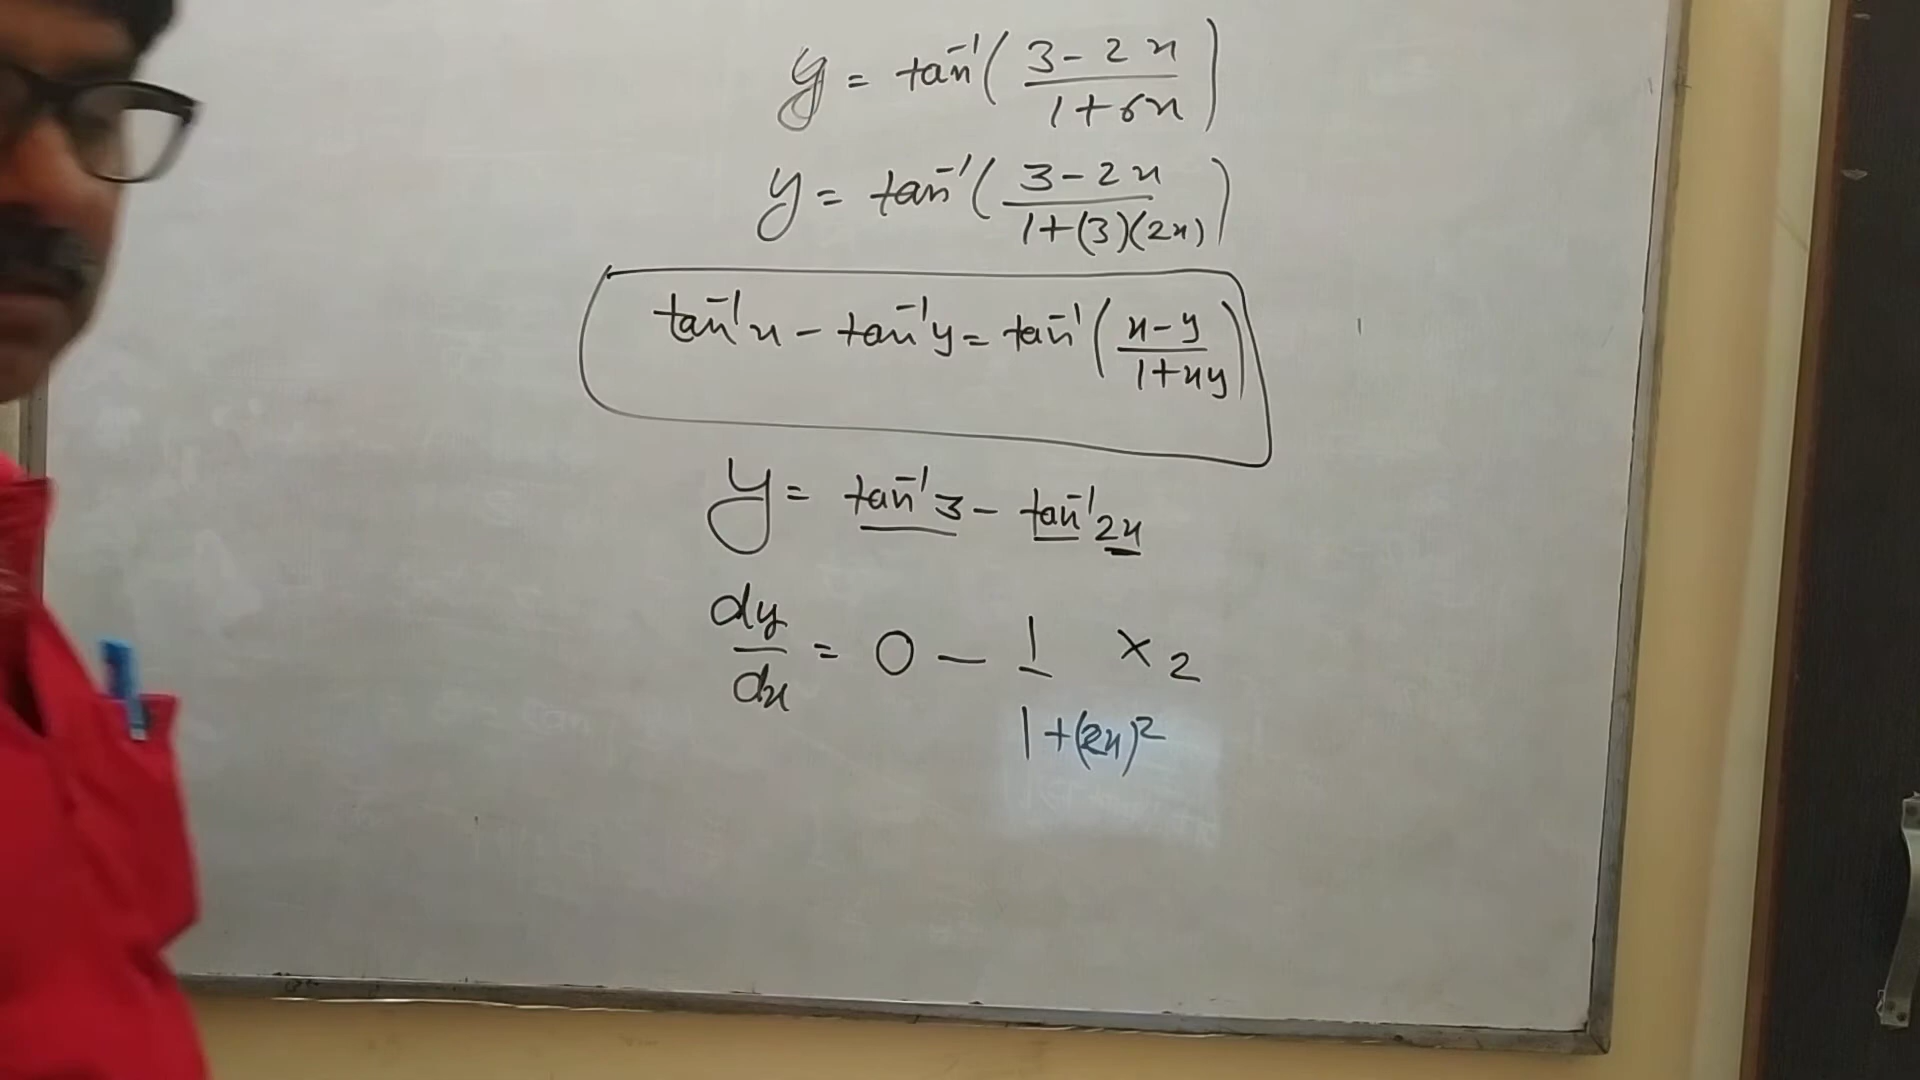 y = tan⁻¹( (3-2x)/(1+6x) )
y = tan⁻¹( (3-2x)/(1+(3)(2x)) )
tan⁻¹x - tan⁻¹y = tan⁻¹( (x-y)/(1+xy) )
y = tan⁻¹3 - tan⁻¹2x
dy/dx = 0 - 1/(1+(2x)²) × 2